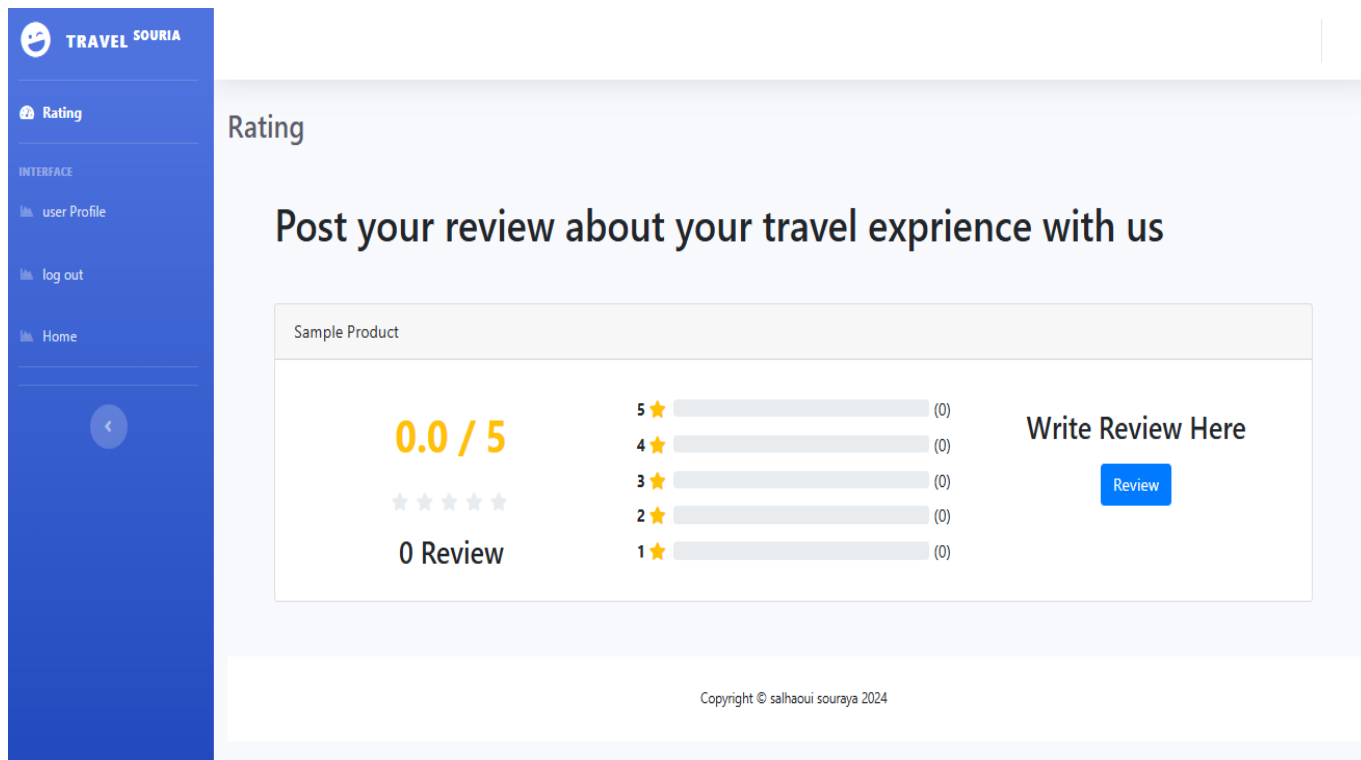 TRAVEL SOURIA
Rating
INTERFACE
user Profile
log out
Home
Rating
Post your review about your travel exprience with us
Sample Product
0.0 / 5
0 Review
5 (0)
4 (0)
3 (0)
2 (0)
1 (0)
Write Review Here
Review
Copyright © salhaoui souraya 2024